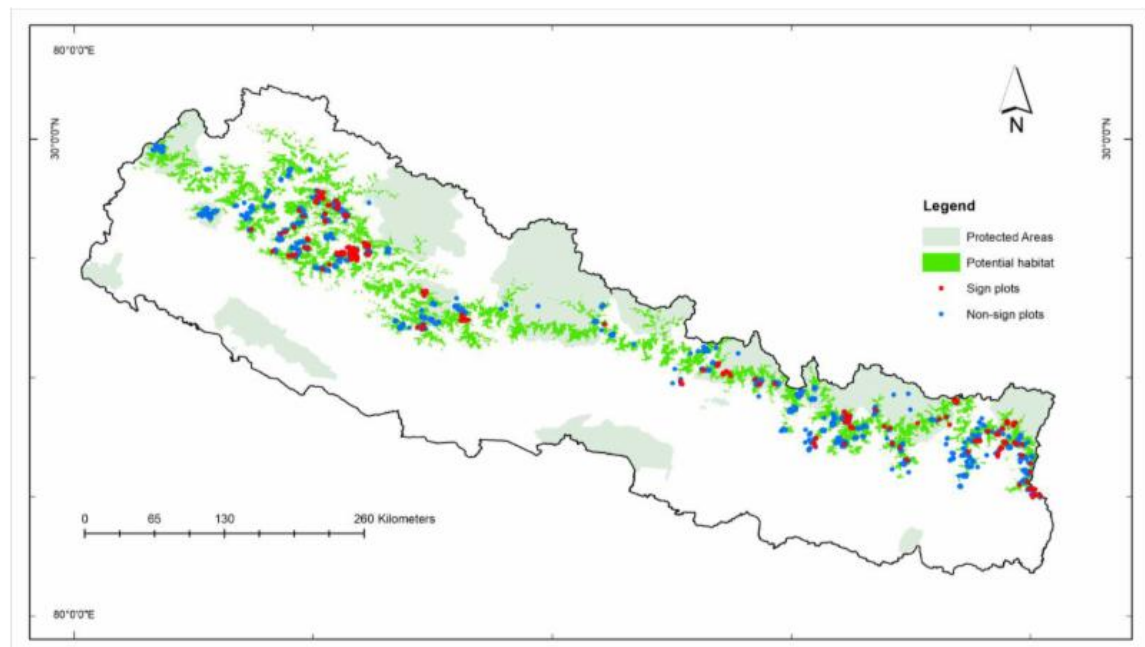 80°0'0"E
30°0'0"N
30°0'0"N
N
Legend
Protected Areas
Potential habitat
Sign plots
Non-sign plots
0 65 130 260 Kilometers
80°0'0"E